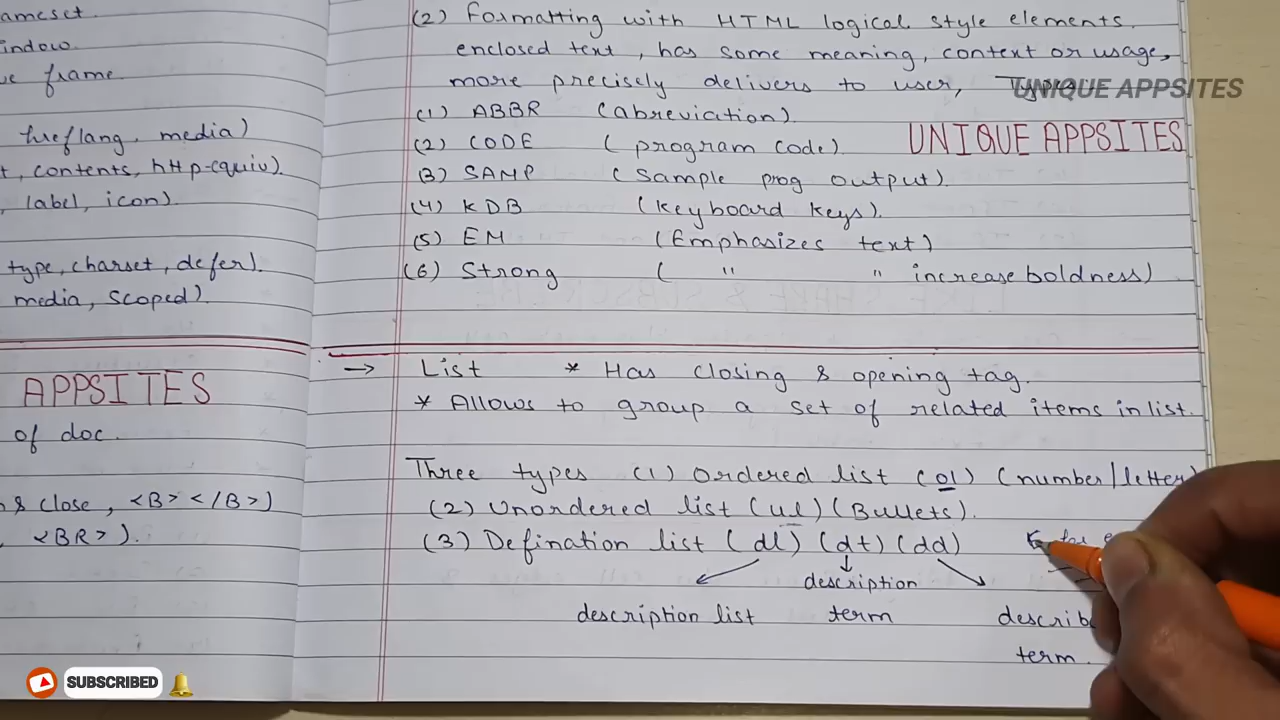 ameset
indow.
ve frame.
hreflang, media)
t, contents, http-(quiv).
, label, icon).
type, charset, defer).
media, scoped).
APPSITES
of doc.
& close, <B> </B>)
<BR>).
(2) Formatting with HTML logical style elements.
enclosed text, has some meaning, context or usage,
more precisely delivers to user,
UNIQUE APPSITES
(1) ABBR (abreviation).
(2) CODE (program code).
UNIQUE APPSITES
(3) SAMP (Sample prog output).
(4) KDB (Keyboard keys).
(5) EM (Emphasizes text)
(6) Strong ( " " increase boldness)
→ List * Has closing & opening tag.
* Allows to group a set of related items in list.
Three types (1) Ordered list (ol) (number/letter)
(2) Unordered list (ul) (Bullets).
(3) Defination list (dl) (dt) (dd)
description
description list term describ
term.
SUBSCRIBED